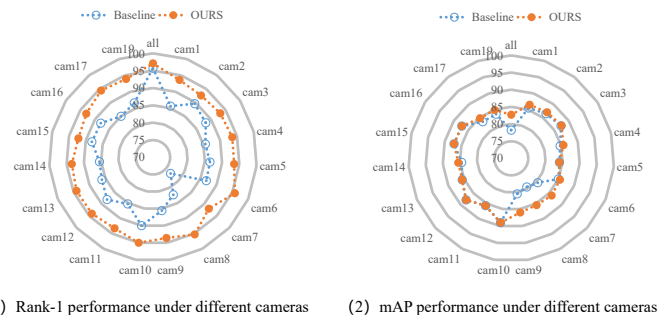 Baseline OURS
all
cam1
cam2
cam3
cam4
cam5
cam6
cam7
cam8
cam9
cam10
cam11
cam12
cam13
cam14
cam15
cam16
cam17
cam19
100
95
90
85
80
75
70
) Rank-1 performance under different cameras
Baseline OURS
all
cam1
cam2
cam3
cam4
cam5
cam6
cam7
cam8
cam9
cam10
cam11
cam12
cam13
cam14
cam15
cam16
cam17
cam19
100
95
90
85
80
75
70
(2) mAP performance under different cameras